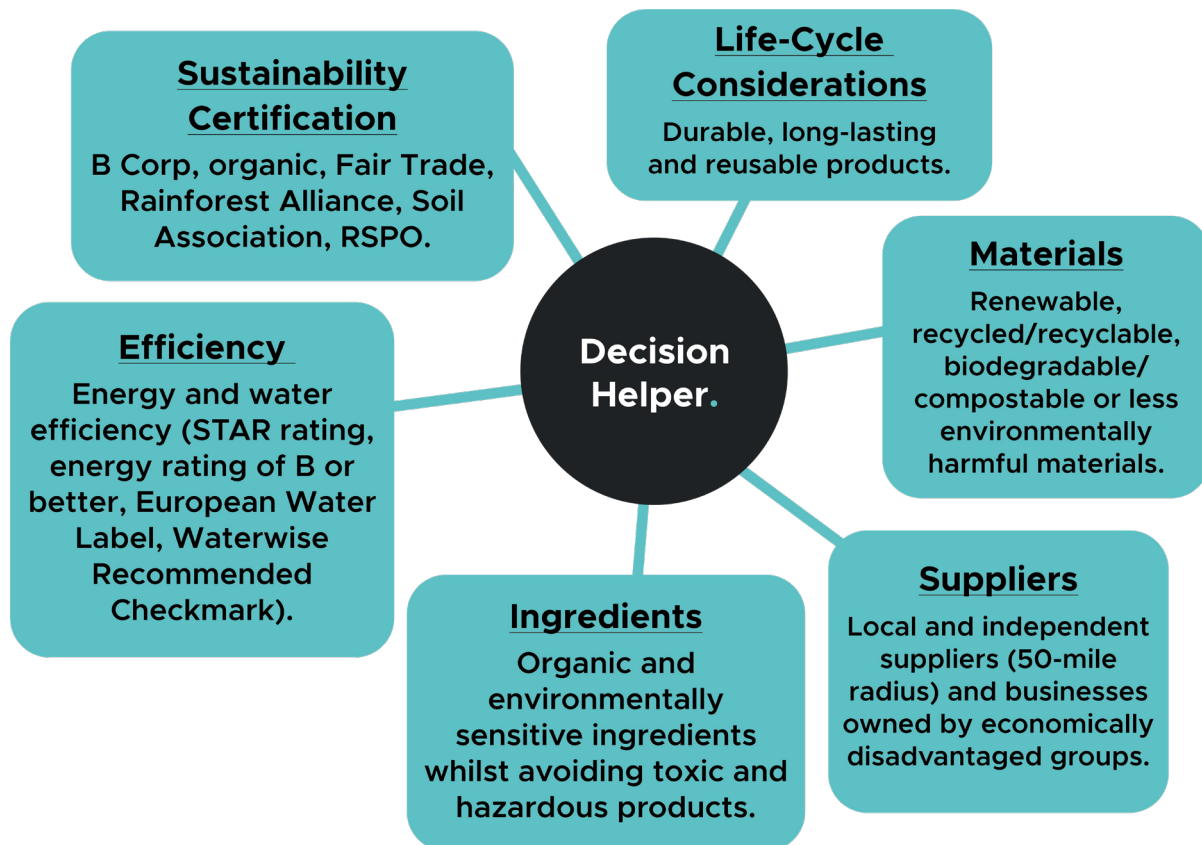 Sustainability
Certification
B Corp, organic, Fair Trade,
Rainforest Alliance, Soil
Association, RSPO.
Life-Cycle
Considerations
Durable, long-lasting
and reusable products.
Materials
Renewable,
recycled/recyclable,
biodegradable/
compostable or less
environmentally
harmful materials.
Efficiency
Energy and water
efficiency (STAR rating,
energy rating of B or
better, European Water
Label, Waterwise
Recommended
Checkmark).
Decision
Helper.
Ingredients
Organic and
environmentally
sensitive ingredients
whilst avoiding toxic and
hazardous products.
Suppliers
Local and independent
suppliers (50-mile
radius) and businesses
owned by economically
disadvantaged groups.